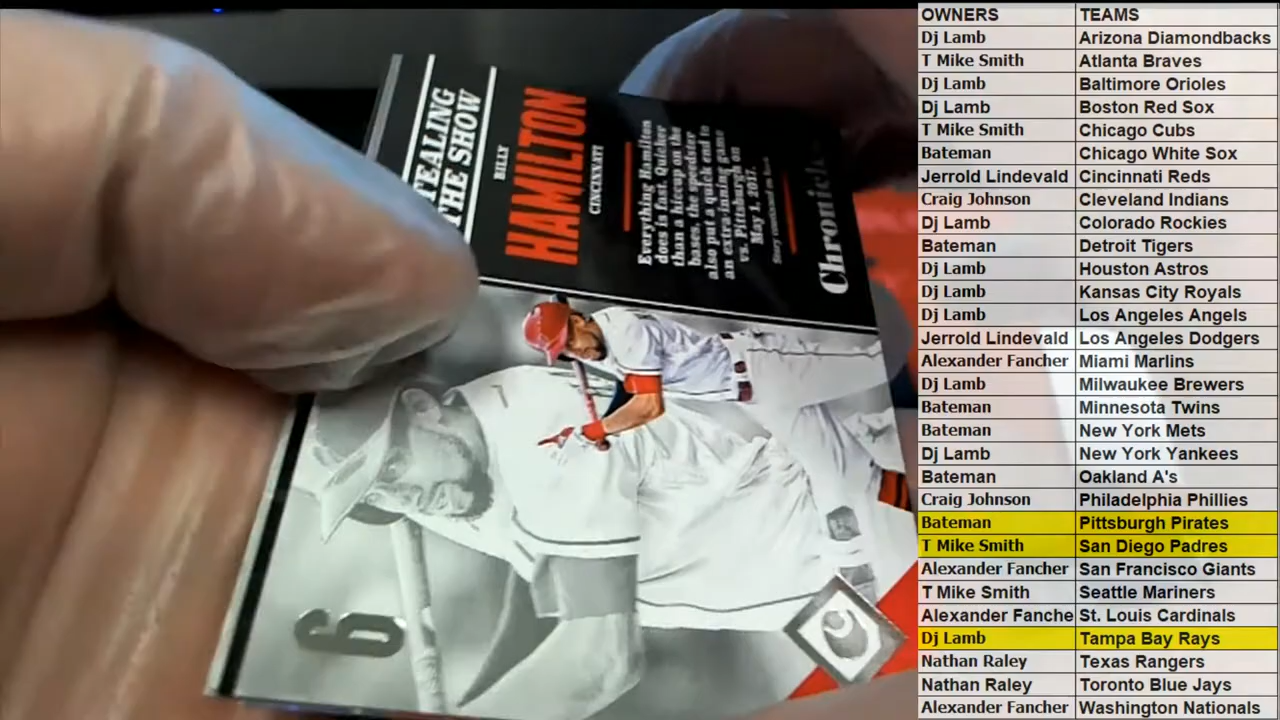 STEALING
THE SHOW
BILLY
HAMILTON
CINCINNATI
Everything Hamilton
does is fast. Quicker
than a hiccup on the
bases, the speedster
also put a quick end to
an extra-inning game
vs. Pittsburgh on
May 1, 2017.
Story continued on back
Chronicles
6
OWNERS TEAMS
Dj Lamb Arizona Diamondbacks
T Mike Smith Atlanta Braves
Dj Lamb Baltimore Orioles
Dj Lamb Boston Red Sox
T Mike Smith Chicago Cubs
Bateman Chicago White Sox
Jerrold Lindevald Cincinnati Reds
Craig Johnson Cleveland Indians
Dj Lamb Colorado Rockies
Bateman Detroit Tigers
Dj Lamb Houston Astros
Dj Lamb Kansas City Royals
Dj Lamb Los Angeles Angels
Jerrold Lindevald Los Angeles Dodgers
Alexander Fancher Miami Marlins
Dj Lamb Milwaukee Brewers
Bateman Minnesota Twins
Bateman New York Mets
Dj Lamb New York Yankees
Bateman Oakland A's
Craig Johnson Philadelphia Phillies
Bateman Pittsburgh Pirates
T Mike Smith San Diego Padres
Alexander Fancher San Francisco Giants
T Mike Smith Seattle Mariners
Alexander Fanche St. Louis Cardinals
Dj Lamb Tampa Bay Rays
Nathan Raley Texas Rangers
Nathan Raley Toronto Blue Jays
Alexander Fancher Washington Nationals